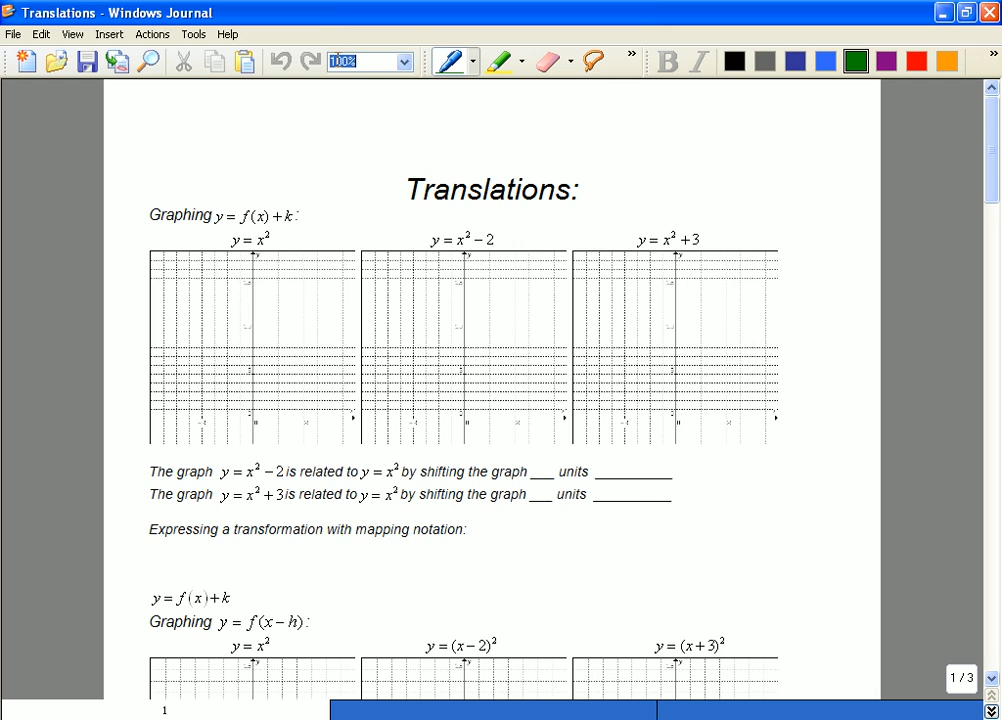 Translations - Windows Journal
File Edit View Insert Actions Tools Help
100% » B I »
Translations:
Graphing y = f(x) + k :
y = x² y = x² − 2 y = x² + 3
y y y
The graph y = x² − 2 is related to y = x² by shifting the graph ___ units __________
The graph y = x² + 3 is related to y = x² by shifting the graph ___ units __________
Expressing a transformation with mapping notation:
y = f(x) + k
Graphing y = f(x − h) :
y = x² y = (x − 2)² y = (x + 3)²
y y y
1 / 3
1